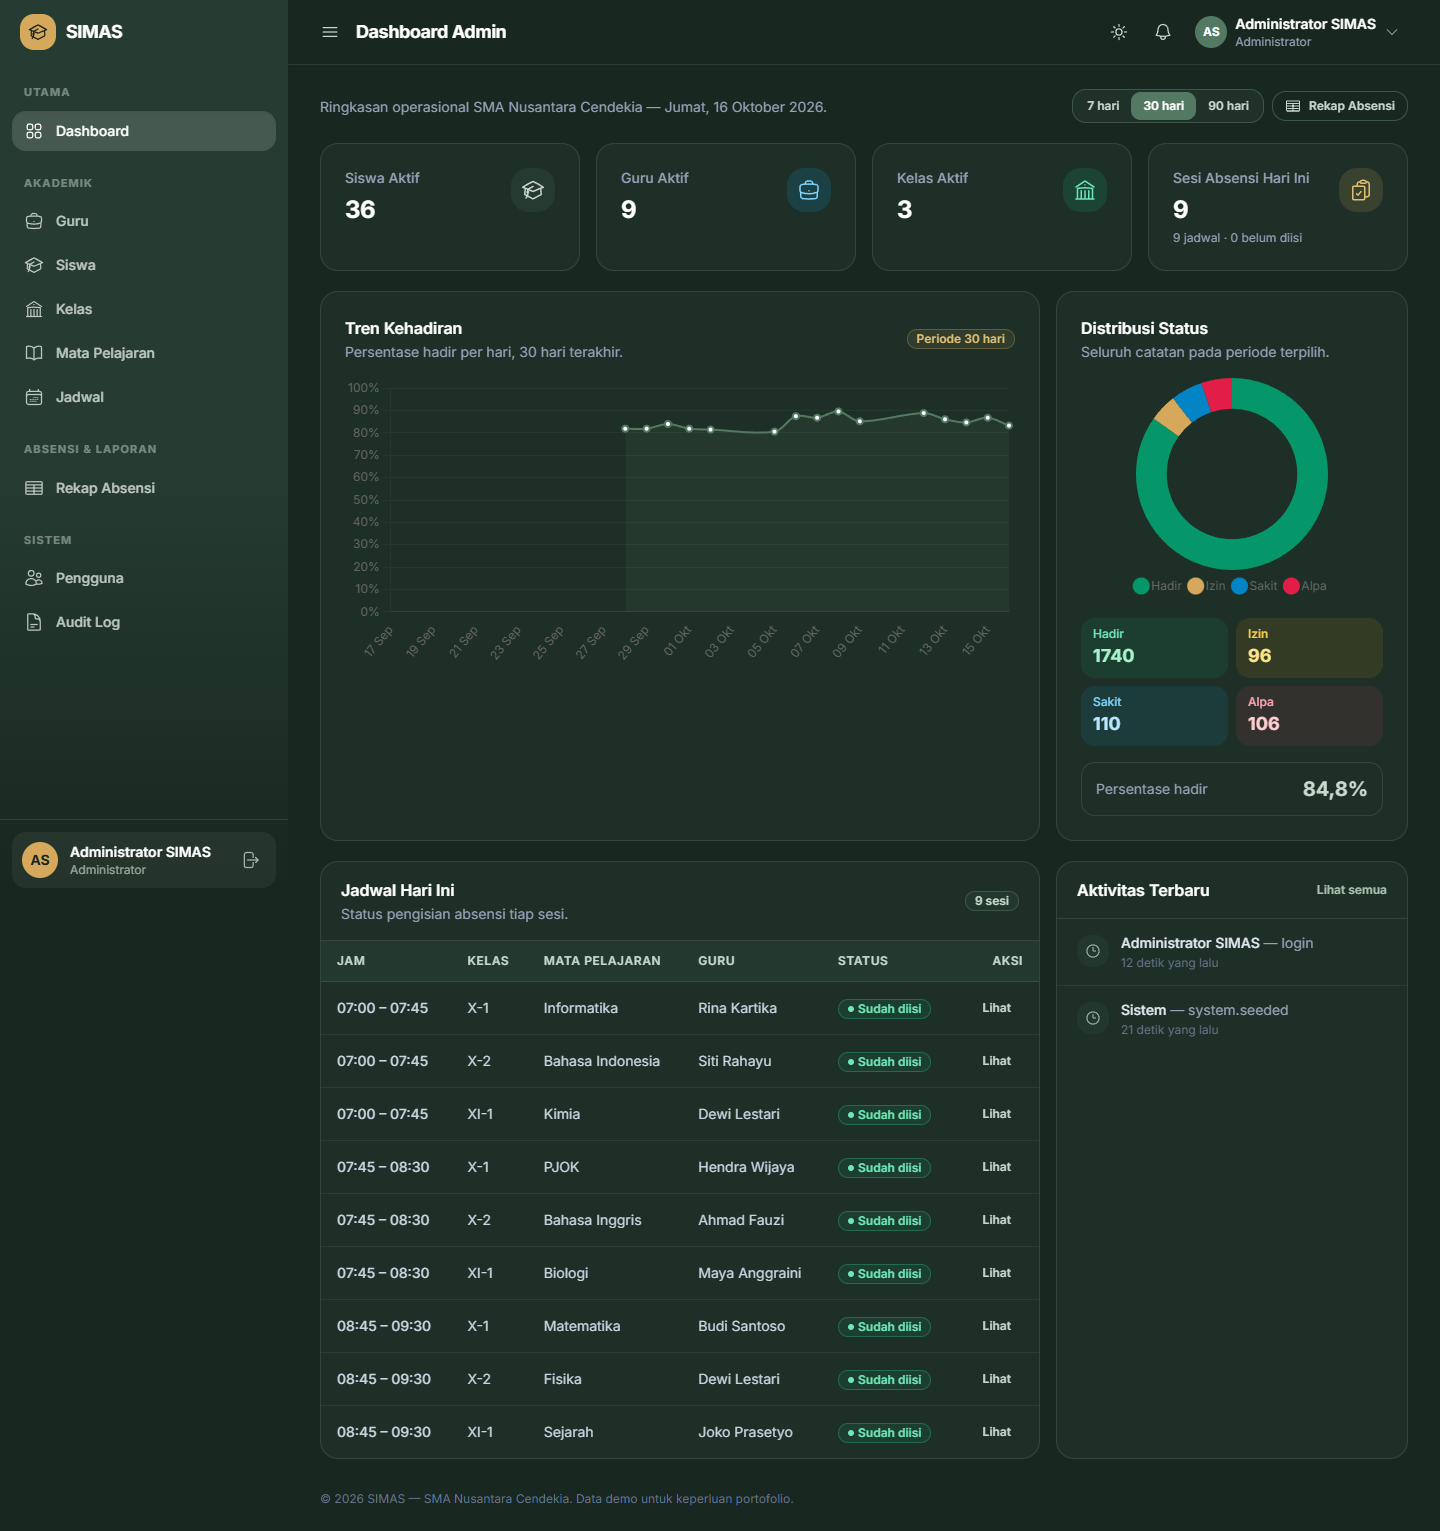 SIMAS
UTAMA
Dashboard
AKADEMIK
Guru
Siswa
Kelas
Mata Pelajaran
Jadwal
ABSENSI & LAPORAN
Rekap Absensi
SISTEM
Pengguna
Audit Log
AS
Administrator SIMAS
Administrator
Dashboard Admin
AS
Administrator SIMAS
Administrator
Ringkasan operasional SMA Nusantara Cendekia — Jumat, 16 Oktober 2026.
7 hari 30 hari 90 hari
Rekap Absensi
Siswa Aktif
36
Guru Aktif
9
Kelas Aktif
3
Sesi Absensi Hari Ini
9
9 jadwal · 0 belum diisi
Tren Kehadiran
Persentase hadir per hari, 30 hari terakhir.
Periode 30 hari
100%
90%
80%
70%
60%
50%
40%
30%
20%
10%
0%
17 Sep 19 Sep 21 Sep 23 Sep 25 Sep 27 Sep 29 Sep 01 Okt 03 Okt 05 Okt 07 Okt 09 Okt 11 Okt 13 Okt 15 Okt
Distribusi Status
Seluruh catatan pada periode terpilih.
Hadir Izin Sakit Alpa
Hadir
1740
Izin
96
Sakit
110
Alpa
106
Persentase hadir 84,8%
Jadwal Hari Ini
Status pengisian absensi tiap sesi.
9 sesi
JAM KELAS MATA PELAJARAN GURU STATUS AKSI
07:00 – 07:45 X-1 Informatika Rina Kartika Sudah diisi Lihat
07:00 – 07:45 X-2 Bahasa Indonesia Siti Rahayu Sudah diisi Lihat
07:00 – 07:45 XI-1 Kimia Dewi Lestari Sudah diisi Lihat
07:45 – 08:30 X-1 PJOK Hendra Wijaya Sudah diisi Lihat
07:45 – 08:30 X-2 Bahasa Inggris Ahmad Fauzi Sudah diisi Lihat
07:45 – 08:30 XI-1 Biologi Maya Anggraini Sudah diisi Lihat
08:45 – 09:30 X-1 Matematika Budi Santoso Sudah diisi Lihat
08:45 – 09:30 X-2 Fisika Dewi Lestari Sudah diisi Lihat
08:45 – 09:30 XI-1 Sejarah Joko Prasetyo Sudah diisi Lihat
Aktivitas Terbaru
Lihat semua
Administrator SIMAS — login
12 detik yang lalu
Sistem — system.seeded
21 detik yang lalu
© 2026 SIMAS — SMA Nusantara Cendekia. Data demo untuk keperluan portofolio.